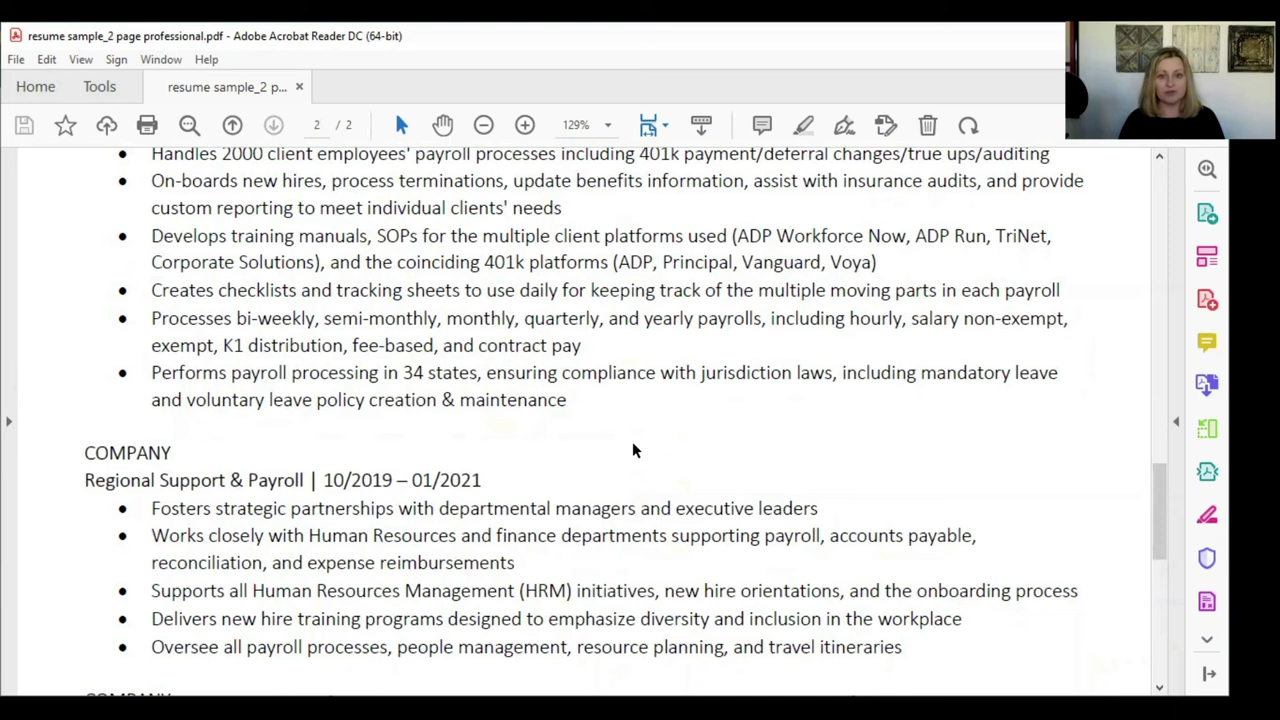 resume sample_2 page professional.pdf - Adobe Acrobat Reader DC (64-bit)
File Edit View Sign Window Help
Home Tools resume sample_2 p... ×
2 / 2 129%
Handles 2000 client employees' payroll processes including 401k payment/deferral changes/true ups/auditing
• On-boards new hires, process terminations, update benefits information, assist with insurance audits, and provide
custom reporting to meet individual clients' needs
• Develops training manuals, SOPs for the multiple client platforms used (ADP Workforce Now, ADP Run, TriNet,
Corporate Solutions), and the coinciding 401k platforms (ADP, Principal, Vanguard, Voya)
• Creates checklists and tracking sheets to use daily for keeping track of the multiple moving parts in each payroll
• Processes bi-weekly, semi-monthly, monthly, quarterly, and yearly payrolls, including hourly, salary non-exempt,
exempt, K1 distribution, fee-based, and contract pay
• Performs payroll processing in 34 states, ensuring compliance with jurisdiction laws, including mandatory leave
and voluntary leave policy creation & maintenance
COMPANY
Regional Support & Payroll | 10/2019 – 01/2021
• Fosters strategic partnerships with departmental managers and executive leaders
• Works closely with Human Resources and finance departments supporting payroll, accounts payable,
reconciliation, and expense reimbursements
• Supports all Human Resources Management (HRM) initiatives, new hire orientations, and the onboarding process
• Delivers new hire training programs designed to emphasize diversity and inclusion in the workplace
• Oversee all payroll processes, people management, resource planning, and travel itineraries
COMPANY